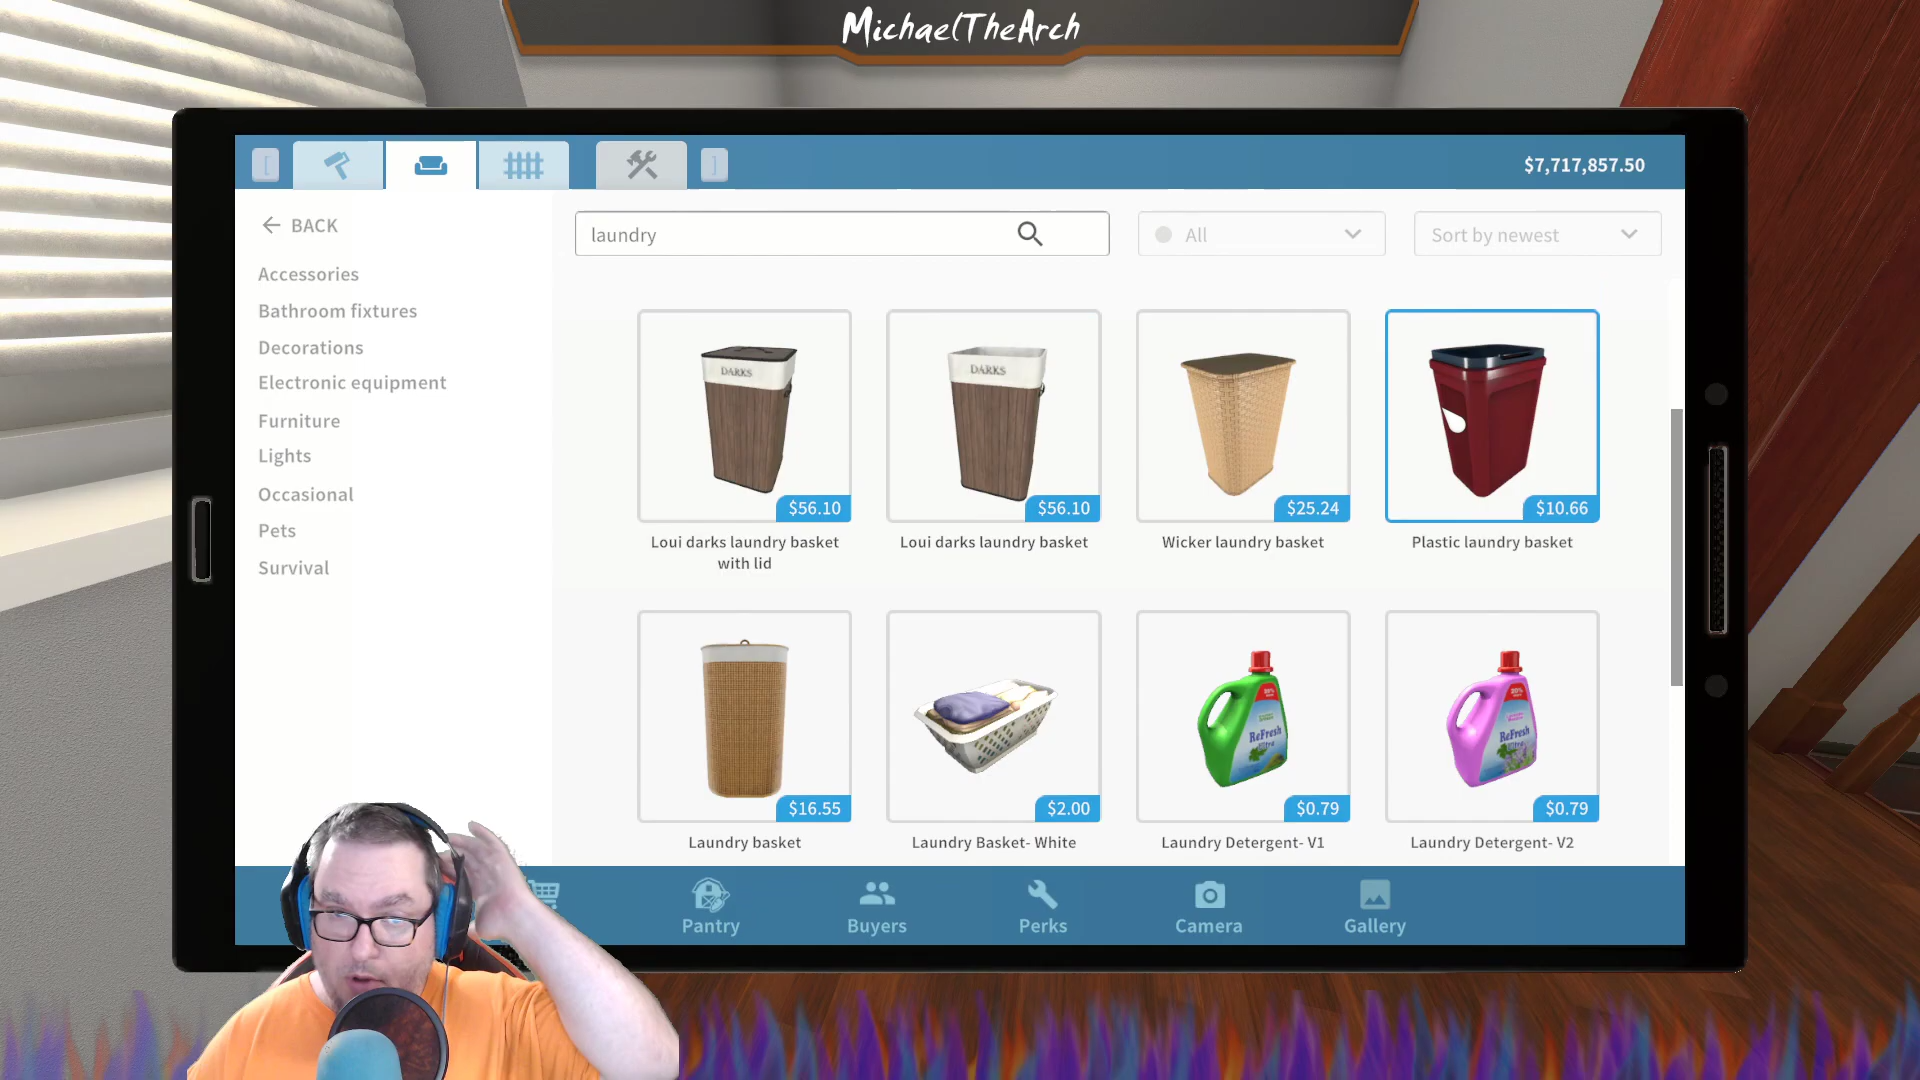 MichaelTheArch
[
]
$7,717,857.50
BACK
laundry
All
Sort by newest
Accessories
Bathroom fixtures
Decorations
Electronic equipment
Furniture
Lights
Occasional
Pets
Survival
DARKS
DARKS
$56.10
$56.10
$25.24
$10.66
Loui darks laundry basket
with lid
Loui darks laundry basket
Wicker laundry basket
Plastic laundry basket
ReFresh
ReFresh
$16.55
$2.00
$0.79
$0.79
Laundry basket
Laundry Basket- White
Laundry Detergent- V1
Laundry Detergent- V2
Pantry
Buyers
Perks
Camera
Gallery